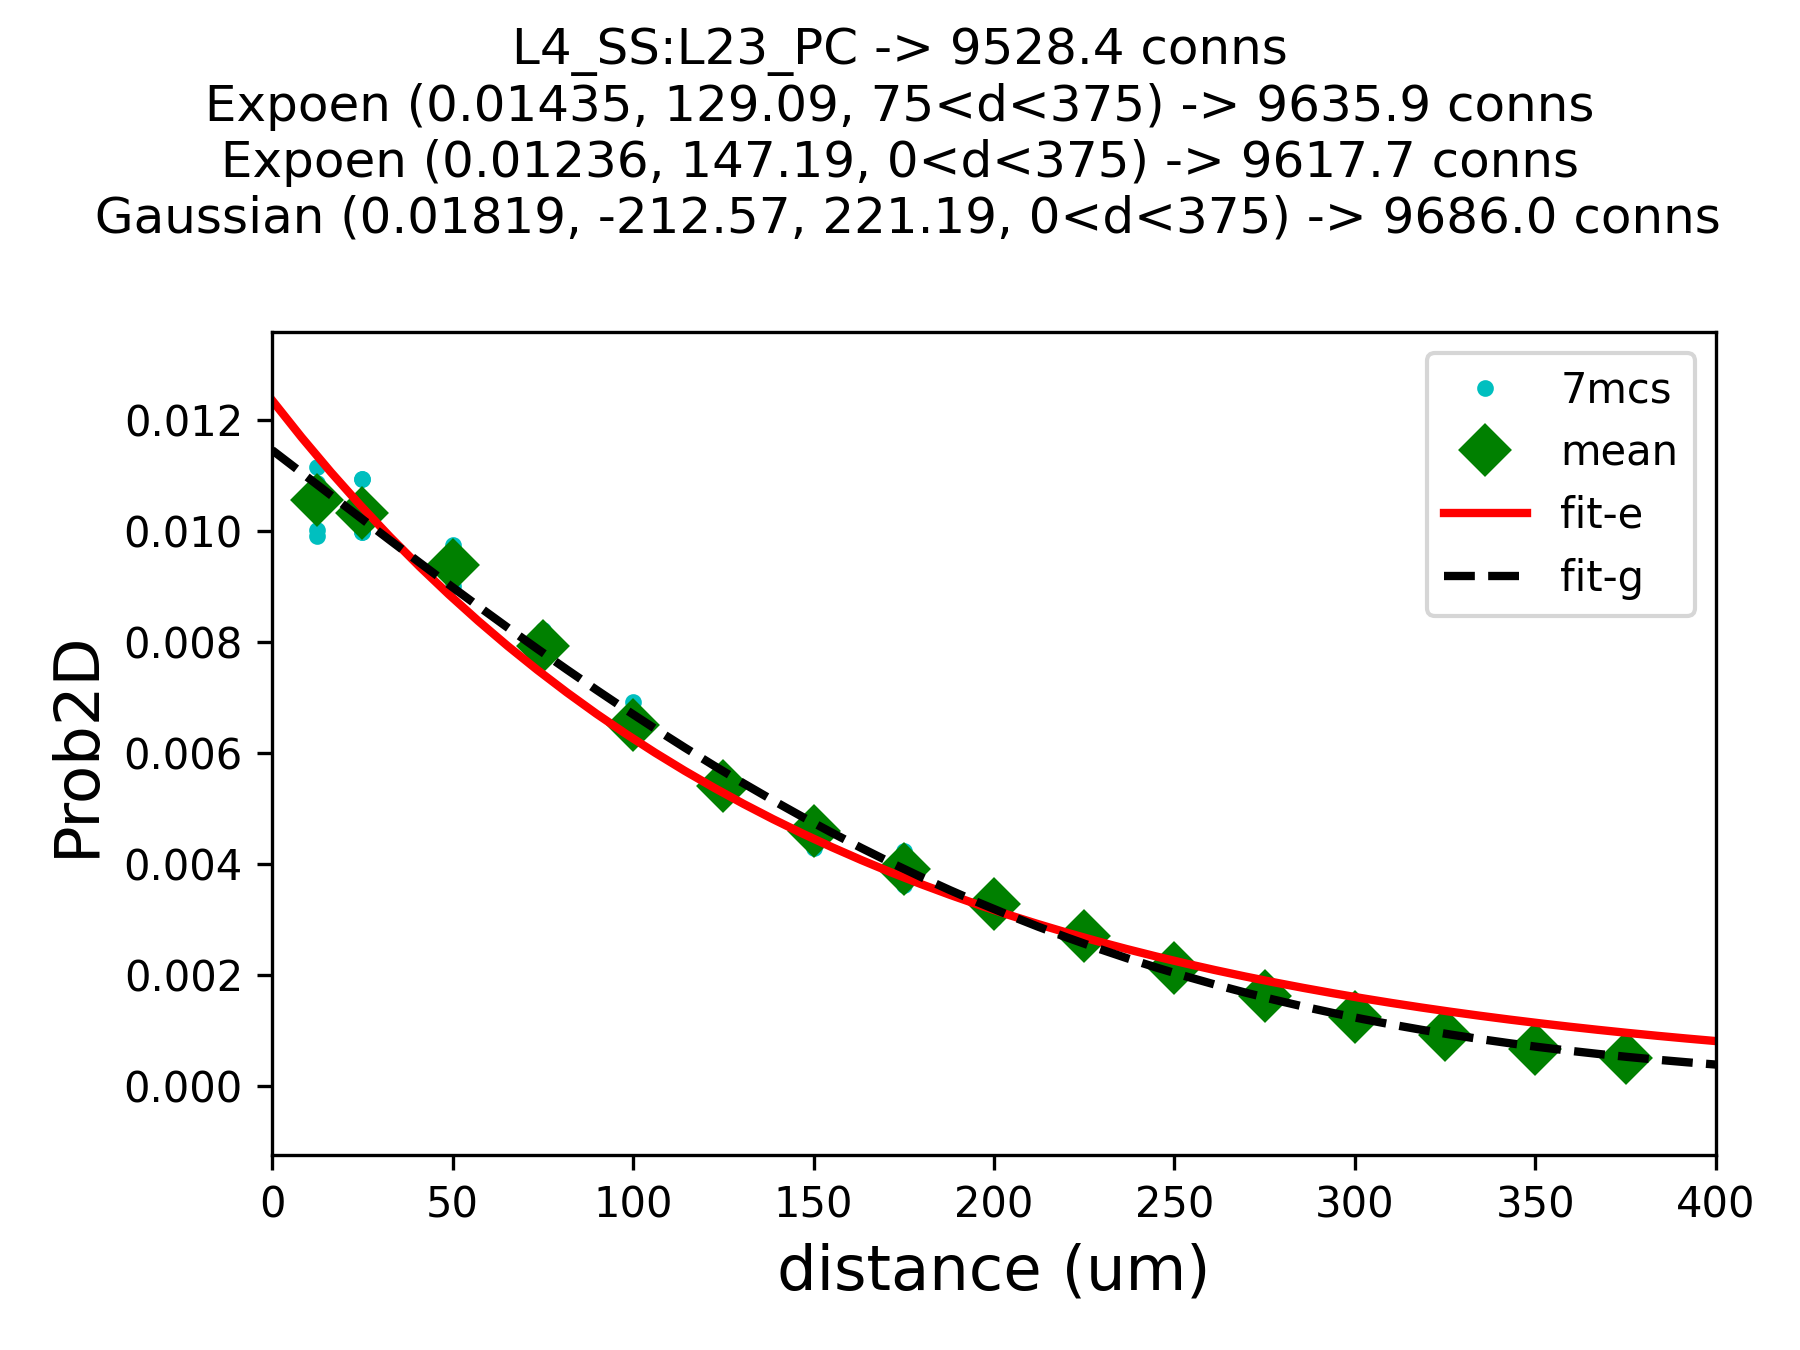 L4_SS:L23_PC -> 9528.4 conns
Expoen (0.01435, 129.09, 75<d<375) -> 9635.9 conns
Expoen (0.01236, 147.19, 0<d<375) -> 9617.7 conns
Gaussian (0.01819, -212.57, 221.19, 0<d<375) -> 9686.0 conns
7mcs
mean
fit-e
fit-g
Prob2D
0.012
0.010
0.008
0.006
0.004
0.002
0.000
0 50 100 150 200 250 300 350 400
distance (um)